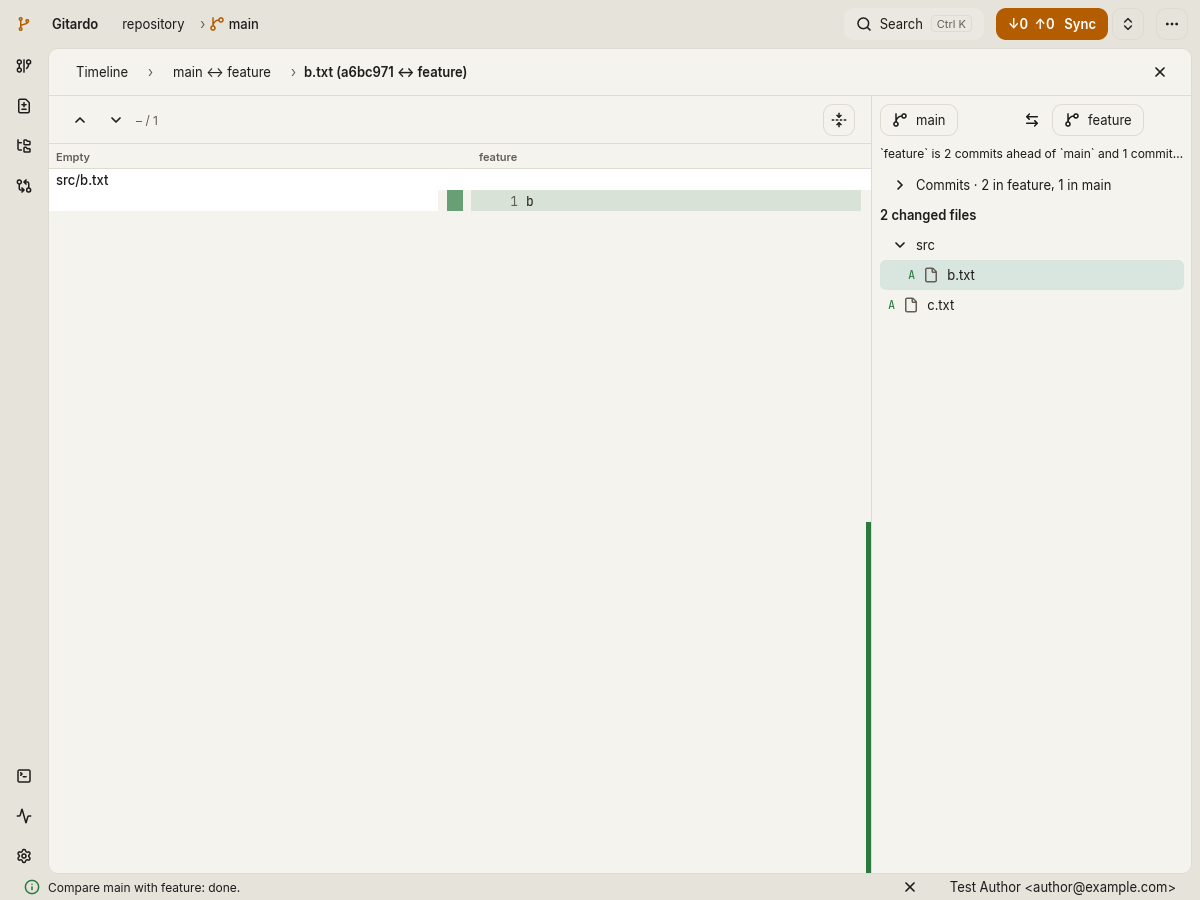 Gitardo repository › main Search Ctrl K ↓0 ↑0 Sync
Timeline › main ↔ feature › b.txt (a6bc971 ↔ feature)
– / 1
Empty feature
src/b.txt
1 b
main feature
`feature` is 2 commits ahead of `main` and 1 commit...
Commits · 2 in feature, 1 in main
2 changed files
src
A b.txt
A c.txt
Compare main with feature: done.
Test Author <author@example.com>